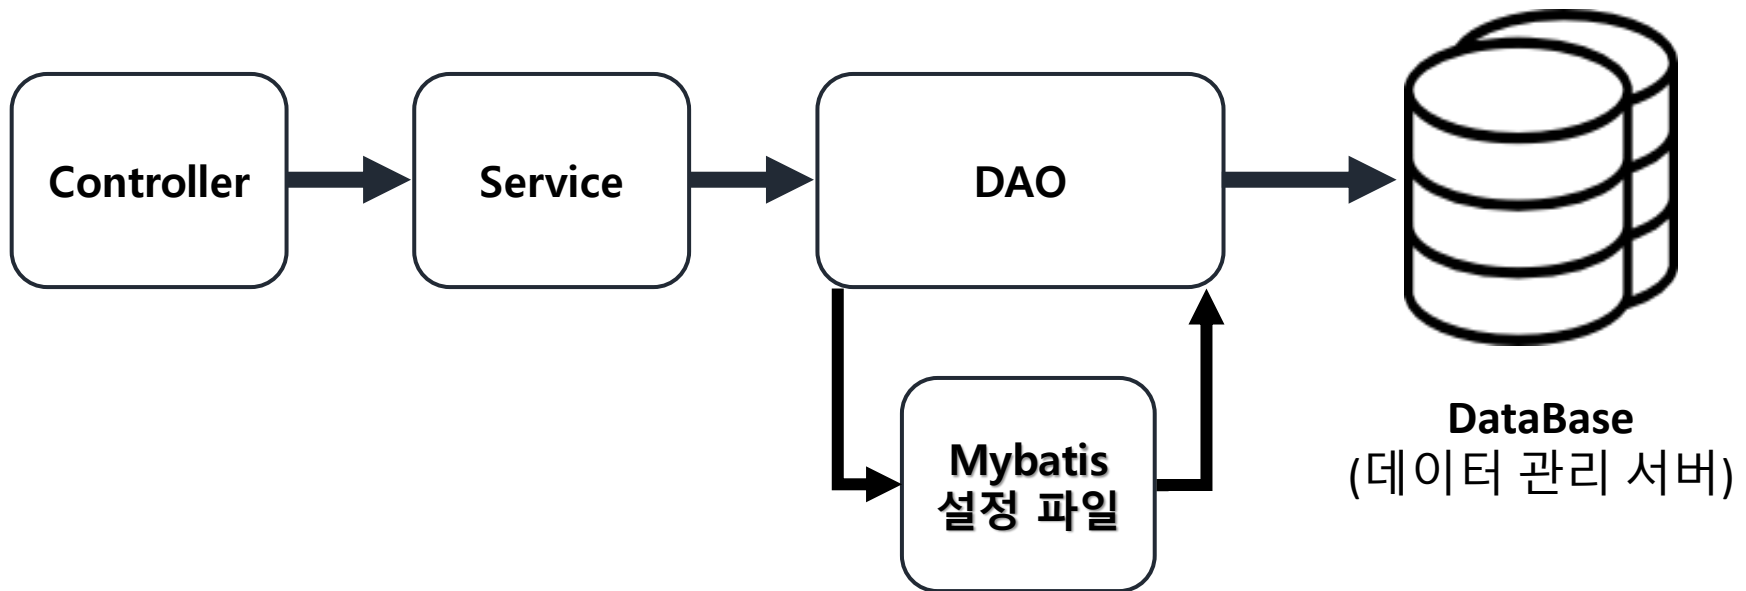 Controller
Service
DAO
Mybatis
설정 파일
DataBase
(데이터 관리 서버)